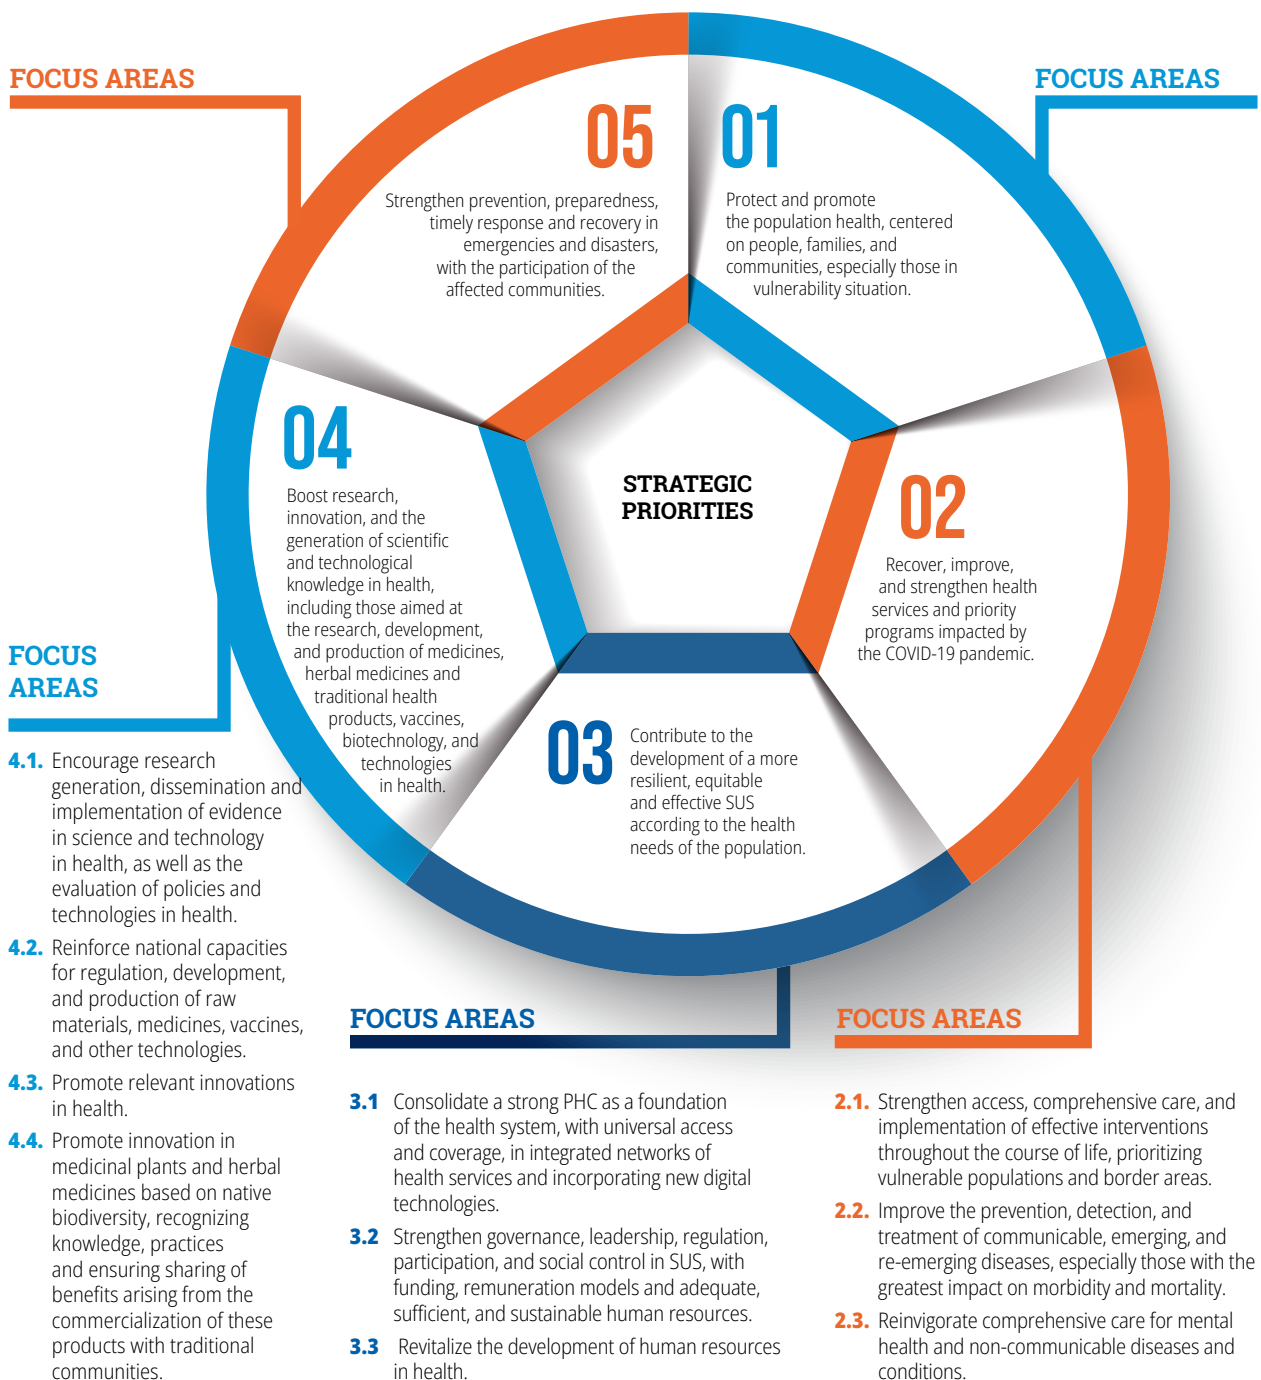 FOCUS AREAS
FOCUS AREAS
05
Strengthen prevention, preparedness,
timely response and recovery in
emergencies and disasters,
with the participation of the
affected communities.
01
Protect and promote
the population health, centered
on people, families, and
communities, especially those in
vulnerability situation.
STRATEGIC
PRIORITIES
04
Boost research,
innovation, and the
generation of scientific
and technological
knowledge in health,
including those aimed at
the research, development,
and production of medicines,
herbal medicines and
traditional health
products, vaccines,
biotechnology, and
technologies
in health.
02
Recover, improve,
and strengthen health
services and priority
programs impacted by
the COVID-19 pandemic.
03
Contribute to the
development of a more
resilient, equitable
and effective SUS
according to the health
needs of the population.
FOCUS
AREAS
4.1. Encourage research
generation, dissemination and
implementation of evidence
in science and technology
in health, as well as the
evaluation of policies and
technologies in health.
4.2. Reinforce national capacities
for regulation, development,
and production of raw
materials, medicines, vaccines,
and other technologies.
4.3. Promote relevant innovations
in health.
4.4. Promote innovation in
medicinal plants and herbal
medicines based on native
biodiversity, recognizing
knowledge, practices
and ensuring sharing of
benefits arising from the
commercialization of these
products with traditional
communities.
FOCUS AREAS
3.1 Consolidate a strong PHC as a foundation
of the health system, with universal access
and coverage, in integrated networks of
health services and incorporating new digital
technologies.
3.2 Strengthen governance, leadership, regulation,
participation, and social control in SUS, with
funding, remuneration models and adequate,
sufficient, and sustainable human resources.
3.3 Revitalize the development of human resources
in health.
FOCUS AREAS
2.1. Strengthen access, comprehensive care, and
implementation of effective interventions
throughout the course of life, prioritizing
vulnerable populations and border areas.
2.2. Improve the prevention, detection, and
treatment of communicable, emerging, and
re-emerging diseases, especially those with the
greatest impact on morbidity and mortality.
2.3. Reinvigorate comprehensive care for mental
health and non-communicable diseases and
conditions.